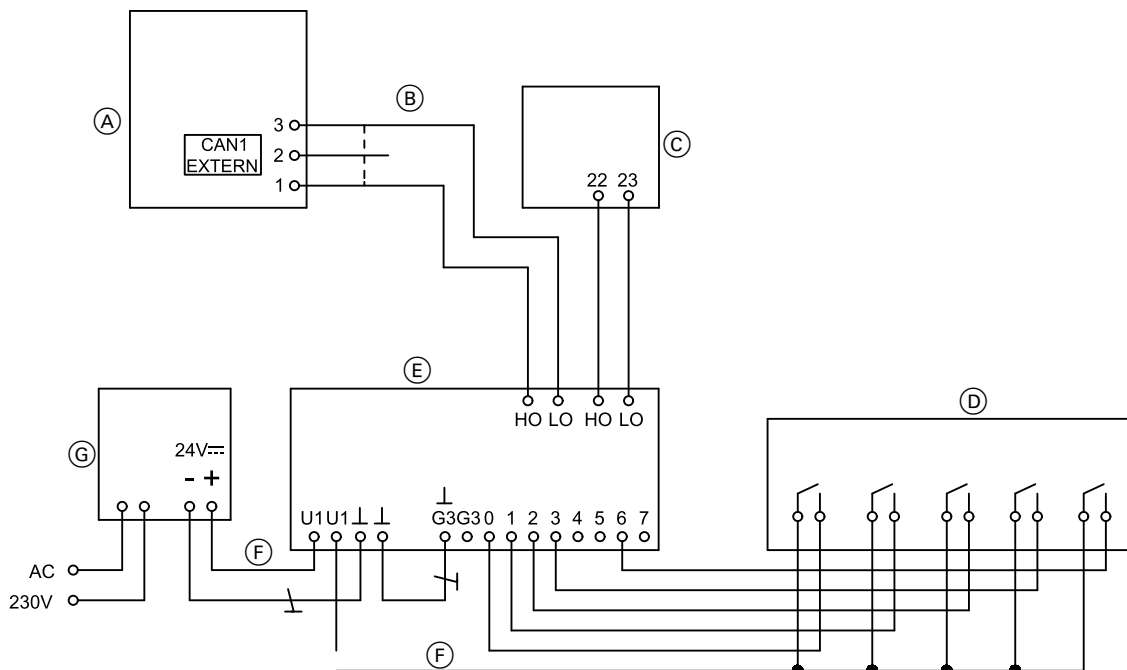 A
B
C
3
CAN1
EXTERN
2
1
22 23
E
HO LO HO LO
D
G
24V
- +
U1 U1 ⊥ ⊥ ⊥
G3 G3 0 1 2 3 4 5 6 7
F
AC
230V
F